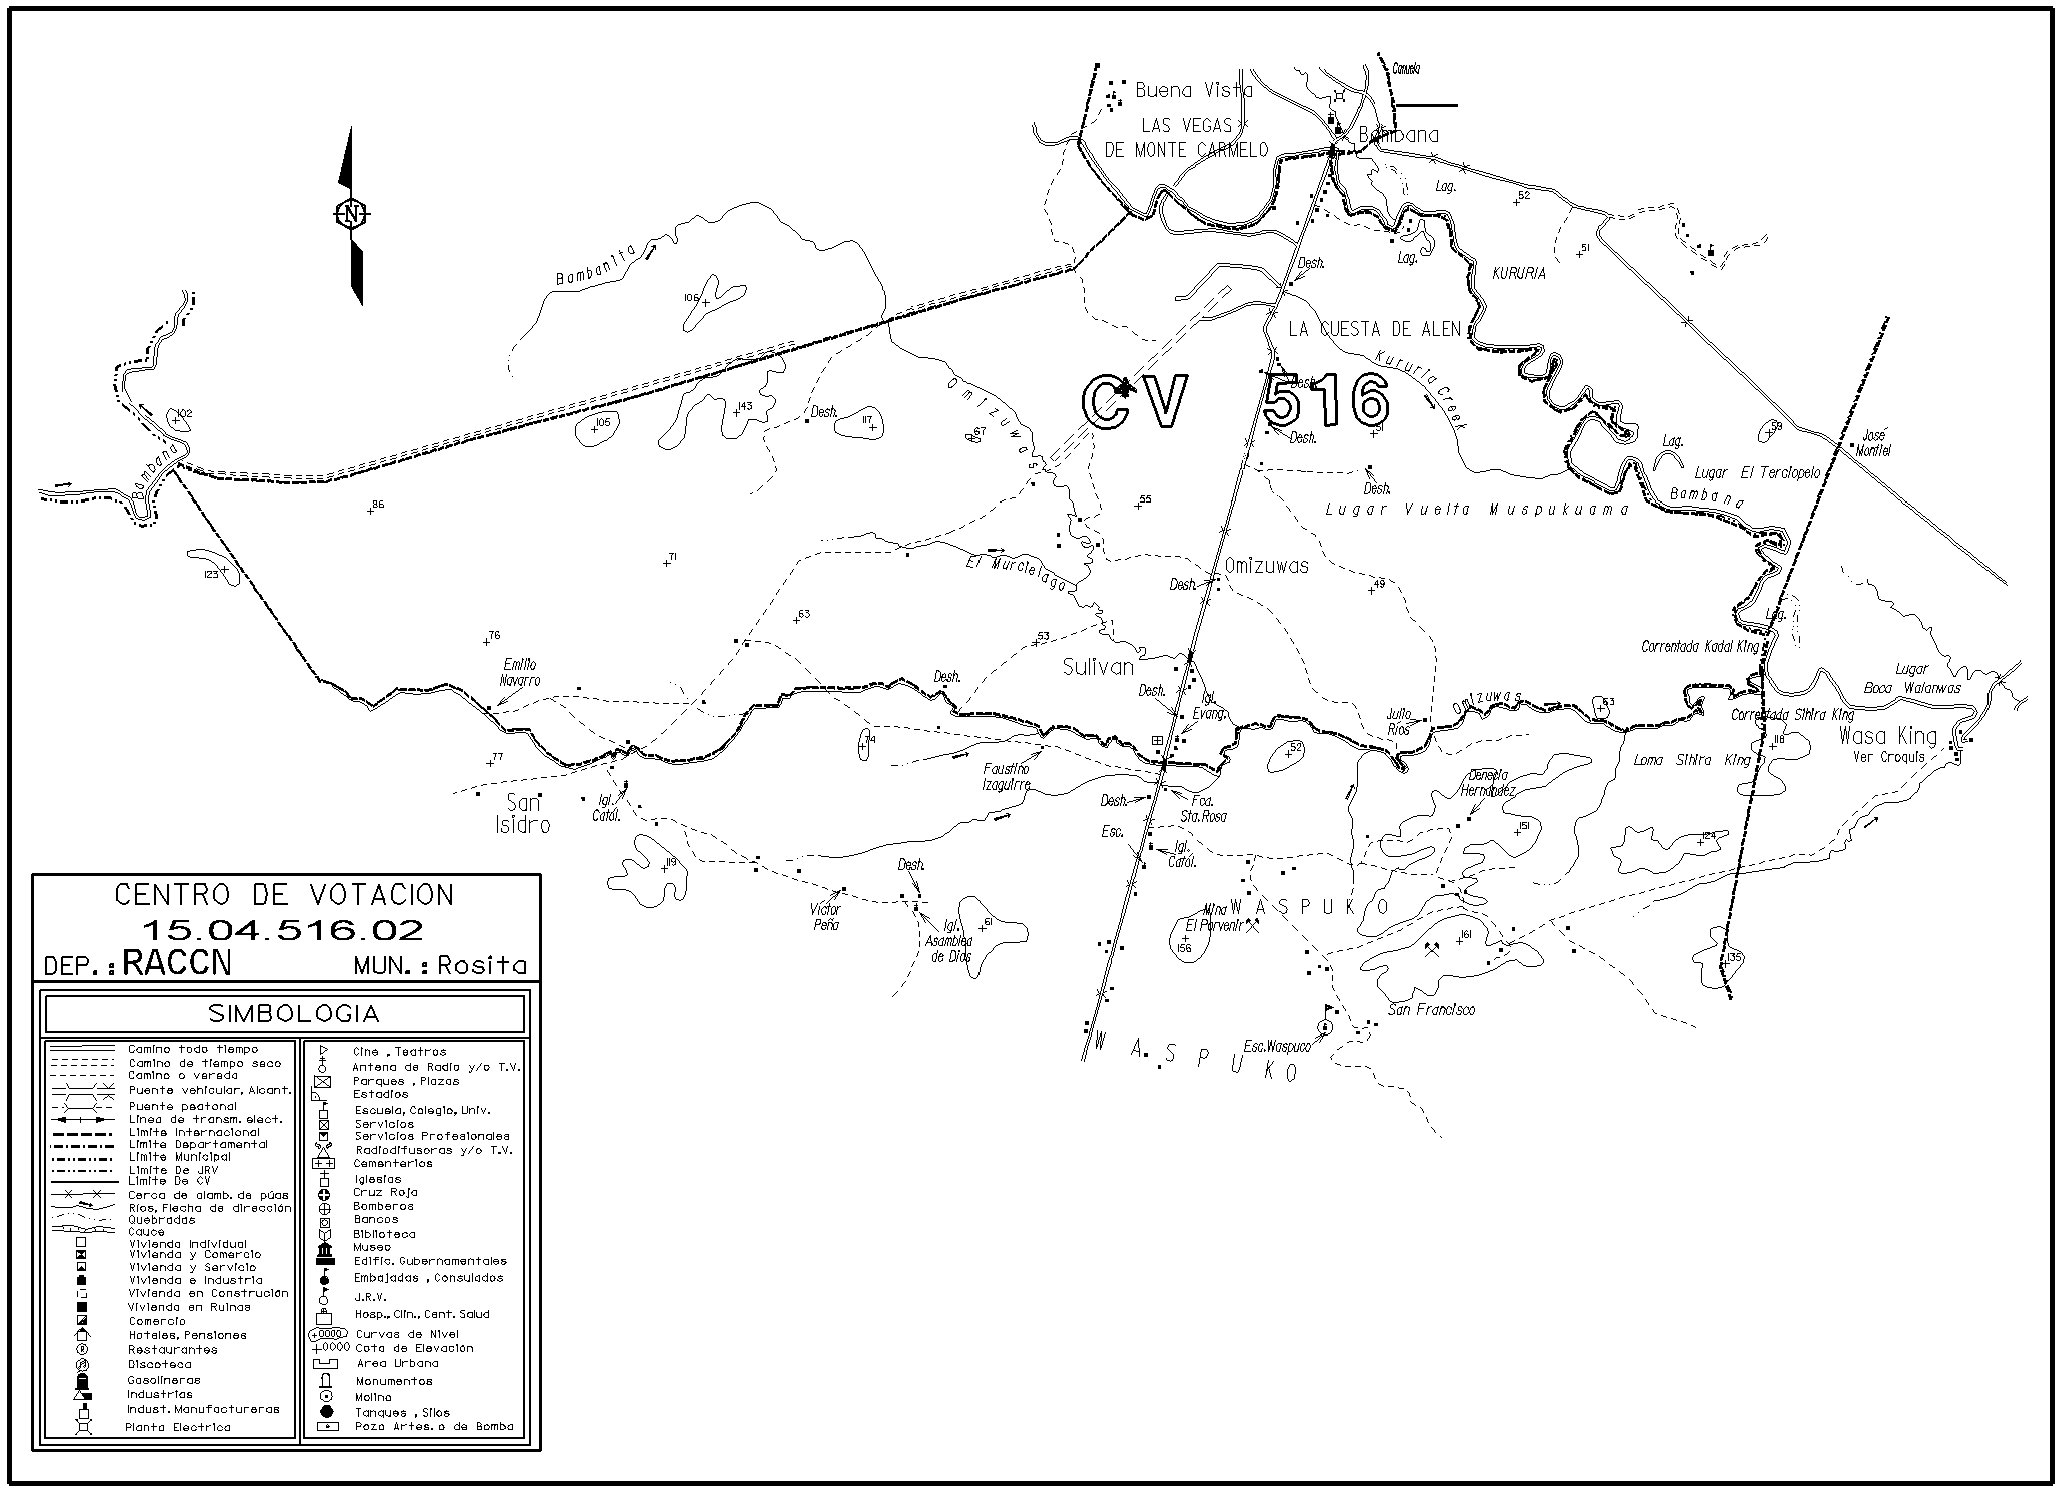 Camuela
Buena Vista
LAS VEGAS
DE MONTE CARMELO
Bambana
Lag.
52
N
Bambanita
51
Lag.
Desh.
KURURIA
106
LA CUESTA DE ALEN
Kururia Creek
CV 516
Desh.
Omizuwas
102
143
Desh.
105
117
67
51
Desh.
59
José
Montiel
Lag.
Bambana
Lugar El Terciopelo
Desh.
Bambana
86
55
Lugar Vuelta Muspukuama
71
El Murcielago
Omizuwas
123
Desh.
49
63
Lag.
76
53
Correntada Kadal King
Emilio
Navarro
Sulivan
Lugar
Boca Walanwas
Desh.
Desh.
Igl.
Evang.
Julio
Ríos
Omizuwas
63
Correntada Sihira King
Wasa King
Ver Croquis
74
52
118
77
Faustino
Izaguirre
Loma Sihira King
Denecia
Hernández
San
Isidro
Igl.
Catól.
Desh.
Fca.
Sta.Rosa
Esc.
151
124
Igl.
Catól.
119
Desh.
Victor
Peña
WASPUKO
Mina
El Porvenir
Igl.
Asamblea
de Dios
61
156
161
135
San Francisco
Esc.Waspuco
WASPUKO
CENTRO DE VOTACION
15.04.516.02
DEP.:RACCN MUN.:Rosita
SIMBOLOGIA
Camino todo tiempo
Camino de tiempo seco
Camino o vereda
Puente vehicular, Alcant.
Puente peatonal
Linea de transm. elect.
Limite Internacional
Limite Departamental
Limite Municipal
Limite De JRV
Limite De CV
Cerca de alamb. de púas
Ríos, Flecha de dirección
Quebradas
Cauce
Vivienda Individual
Vivienda y Comercio
Vivienda y Servicio
Vivienda e Industria
Vivienda en Construción
Vivienda en Ruinas
Comercio
Hoteles, Pensiones
R Restaurantes
Discoteca
Gasolineras
Industrias
Indust. Manufactureras
Planta Electrica
Cine , Teatros
Antena de Radio y/o T.V.
Parques , Plazas
Estadios
Escuela, Colegio, Univ.
Servicios
Servicios Profesionales
Radiodifusoras y/o T.V.
Cementerios
Iglesias
Cruz Roja
Bomberos
Bancos
Biblioteca
Museo
Edific. Gubernamentales
Embajadas , Consulados
J.R.V.
Hosp., Clin., Cent. Salud
+0000 Curvas de Nivel
+0000 Cota de Elevación
Area Urbana
Monumentos
Molino
Tanques , Silos
Pozo Artes. o de Bomba